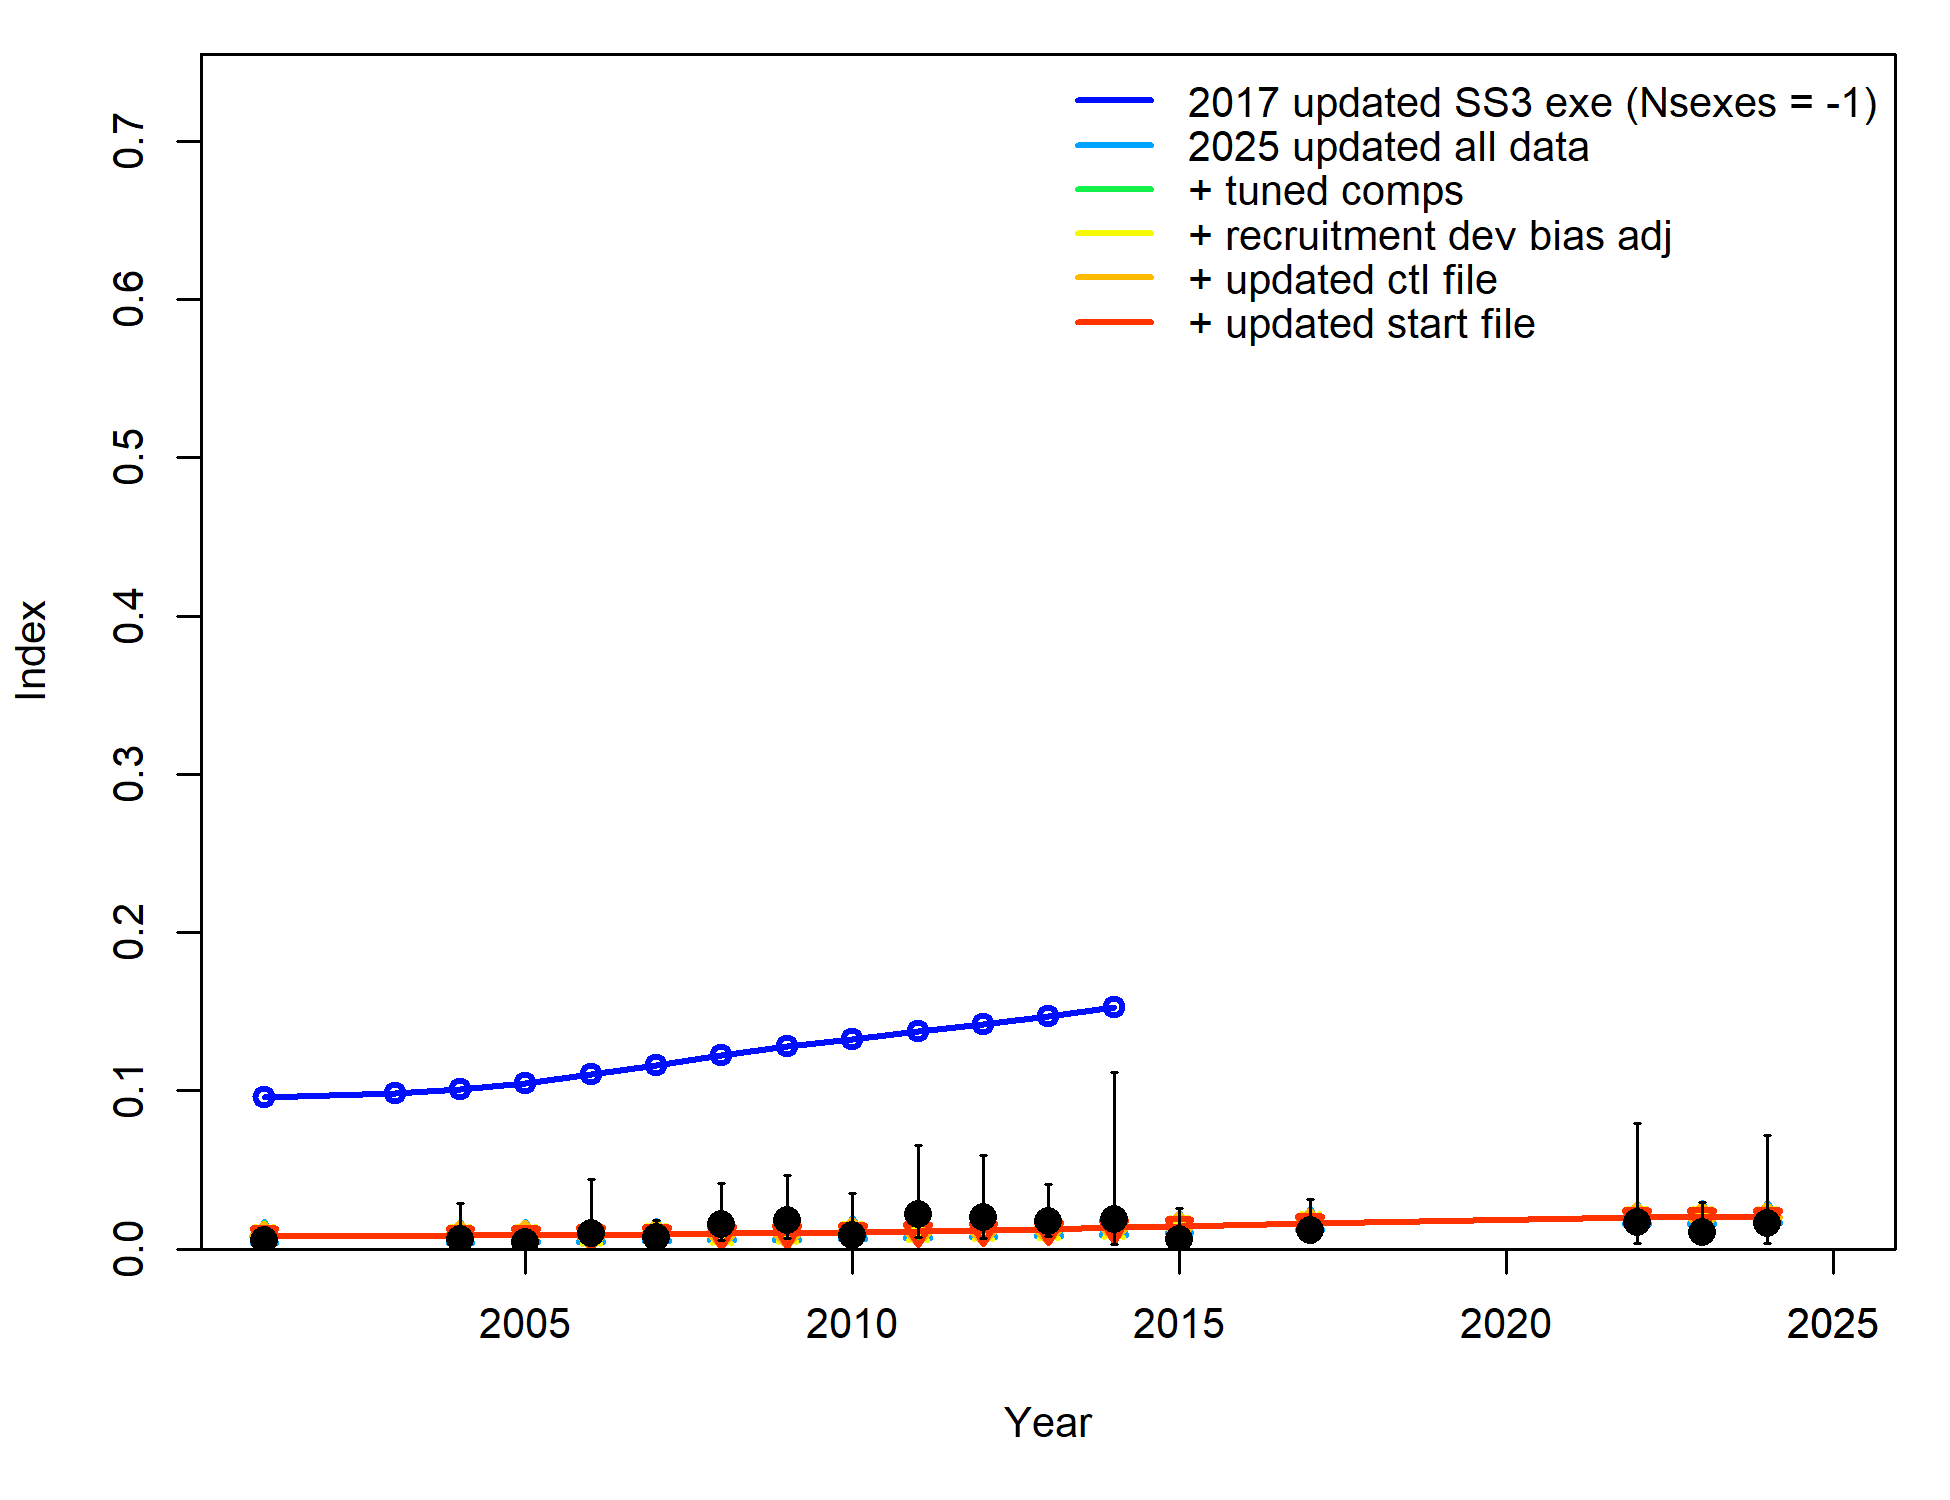 2017 updated SS3 exe (Nsexes = -1)
2025 updated all data
+ tuned comps
+ recruitment dev bias adj
+ updated ctl file
+ updated start file
0.7
0.6
0.5
0.4
0.3
0.2
0.1
0.0
Index
2005 2010 2015 2020 2025
Year